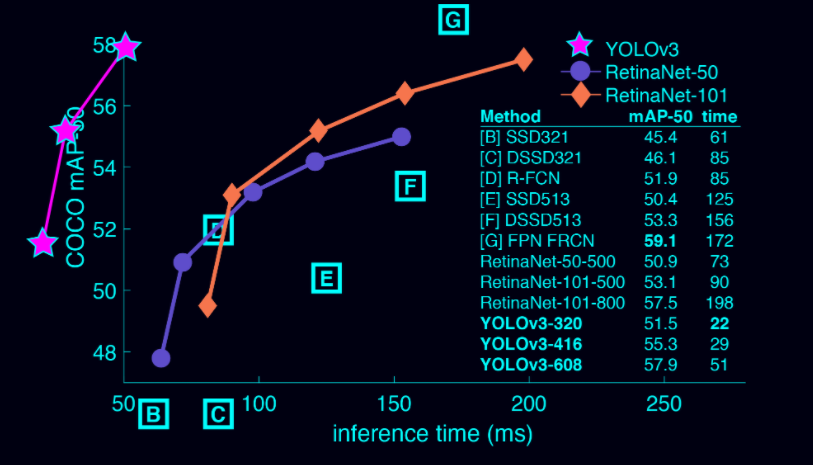 G
58
YOLOv3
RetinaNet-50
RetinaNet-101
56
54
52
50
48
COCO mAP-50
D
E
F
Method mAP-50 time
[B] SSD321 45.4 61
[C] DSSD321 46.1 85
[D] R-FCN 51.9 85
[E] SSD513 50.4 125
[F] DSSD513 53.3 156
[G] FPN FRCN 59.1 172
RetinaNet-50-500 50.9 73
RetinaNet-101-500 53.1 90
RetinaNet-101-800 57.5 198
YOLOv3-320 51.5 22
YOLOv3-416 55.3 29
YOLOv3-608 57.9 51
50 100 150 200 250
B
C
inference time (ms)